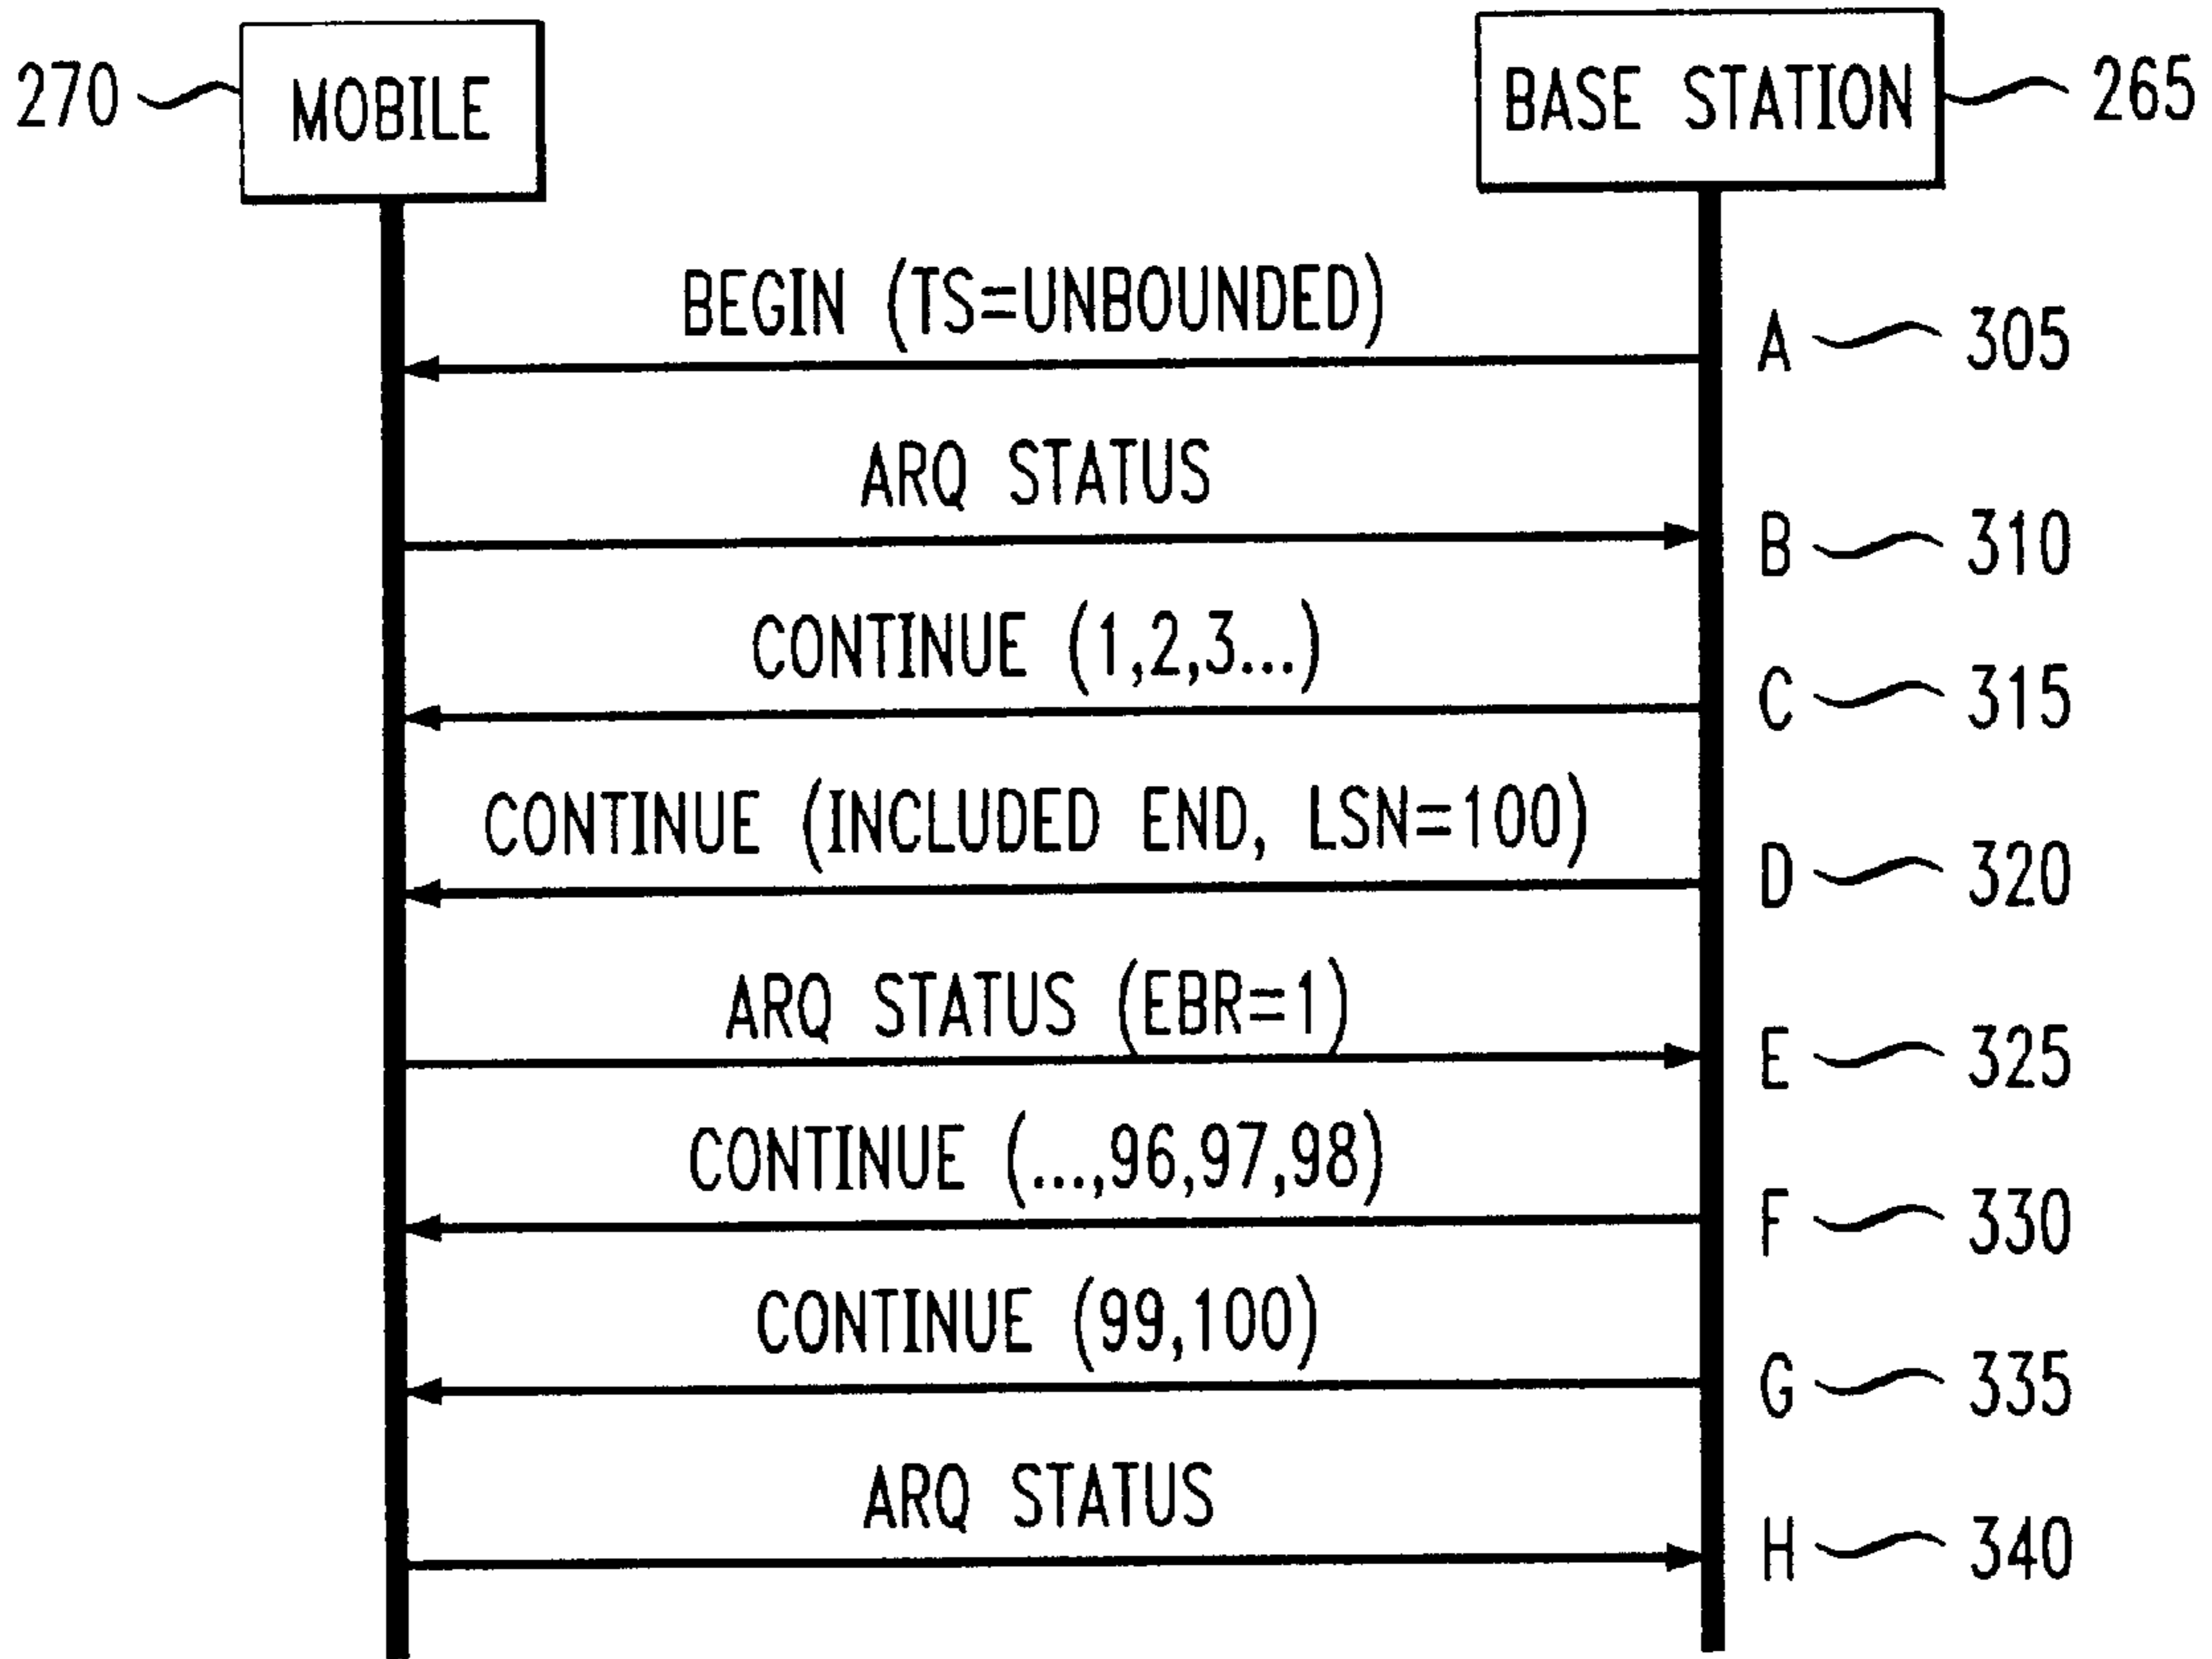 270 MOBILE BASE STATION 265
BEGIN (TS=UNBOUNDED)
A 305
ARQ STATUS
B 310
CONTINUE (1,2,3...)
C 315
CONTINUE (INCLUDED END, LSN=100)
D 320
ARQ STATUS (EBR=1)
E 325
CONTINUE (...,96,97,98)
F 330
CONTINUE (99,100)
G 335
ARQ STATUS
H 340